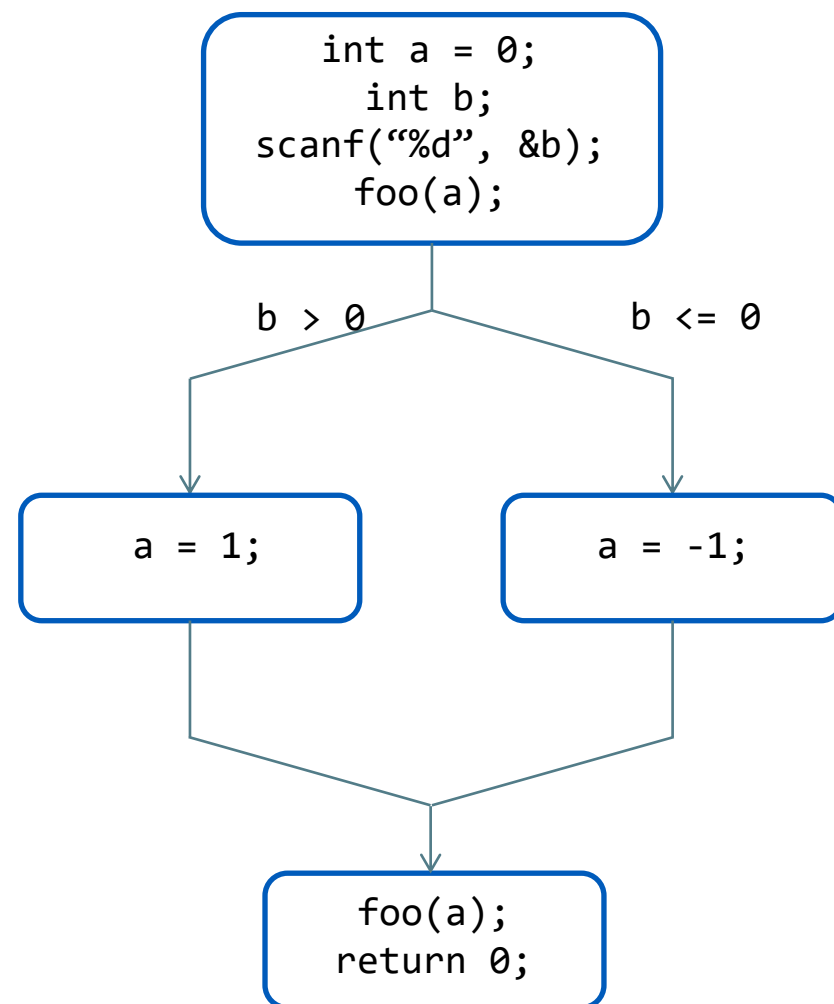 int a = 0;
int b;
scanf(“%d”, &b);
foo(a);
b > 0
b <= 0
a = 1;
a = -1;
foo(a);
return 0;